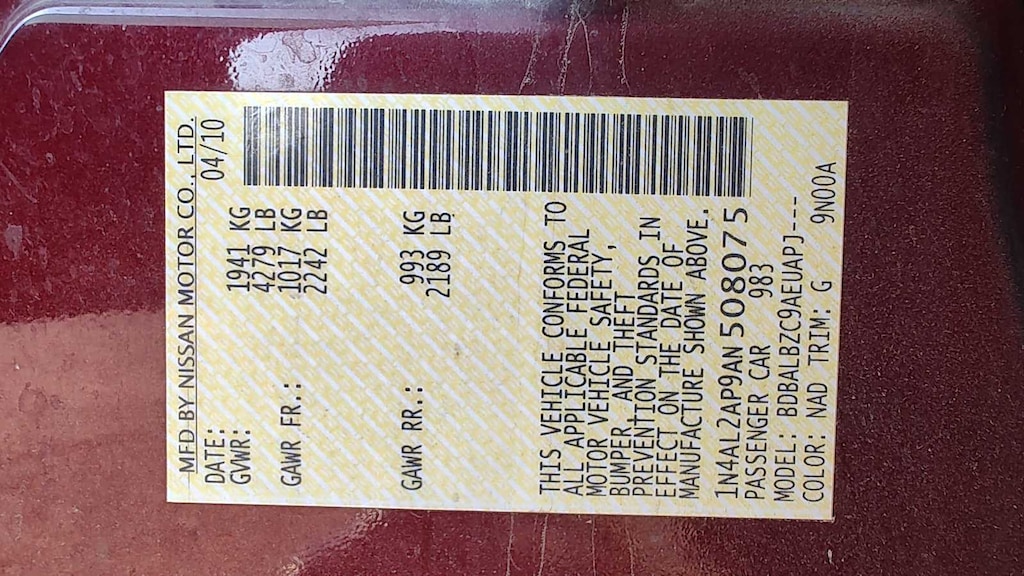 MFD BY NISSAN MOTOR CO., LTD.
DATE: 04/10
GVWR: 1941 KG
4279 LB
GAWR FR.: 1017 KG
2242 LB
GAWR RR.: 993 KG
2189 LB
THIS VEHICLE CONFORMS TO
ALL APPLICABLE FEDERAL
MOTOR VEHICLE SAFETY,
BUMPER, AND THEFT
PREVENTION STANDARDS IN
EFFECT ON THE DATE OF
MANUFACTURE SHOWN ABOVE.
1N4AL2AP9AN508075
PASSENGER CAR 983
MODEL: BDBALBZC9AEUAPJ---
COLOR: NAD TRIM: G 9N00A